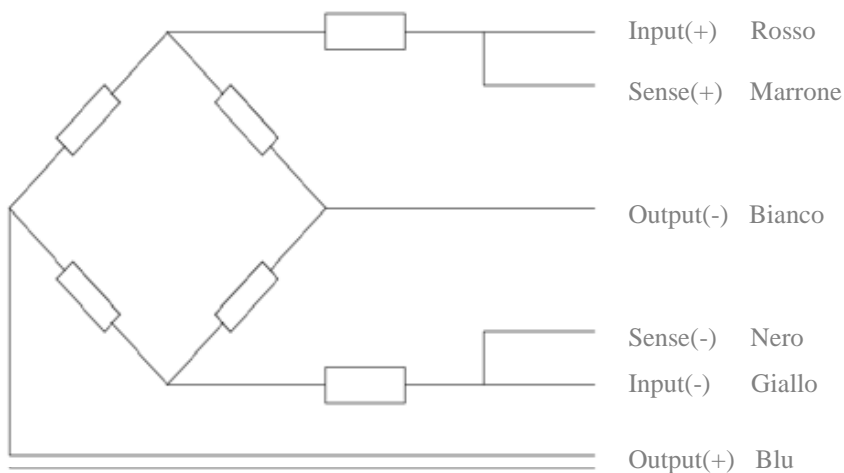 Input(+) Rosso
Sense(+) Marrone
Output(-) Bianco
Sense(-) Nero
Input(-) Giallo
Output(+) Blu